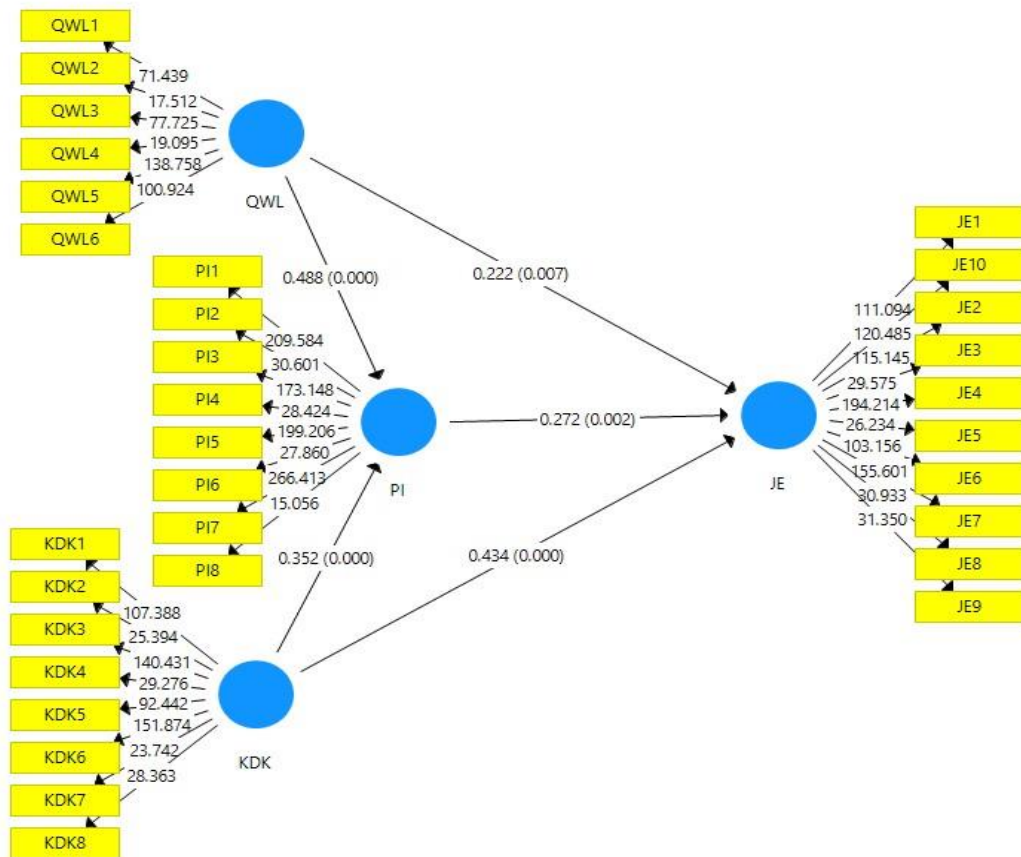 QWL1
QWL2
QWL3
QWL4
QWL5
QWL6
71.439
17.512
77.725
19.095
138.758
100.924
QWL
0.488 (0.000)
0.222 (0.007)
PI1
PI2
PI3
PI4
PI5
PI6
PI7
PI8
209.584
30.601
173.148
28.424
199.206
27.860
266.413
15.056
PI
0.272 (0.002)
0.352 (0.000)
0.434 (0.000)
KDK1
KDK2
KDK3
KDK4
KDK5
KDK6
KDK7
KDK8
107.388
25.394
140.431
29.276
92.442
151.874
23.742
28.363
KDK
JE
111.094
120.485
115.145
29.575
194.214
26.234
103.156
155.601
30.933
31.350
JE1
JE10
JE2
JE3
JE4
JE5
JE6
JE7
JE8
JE9